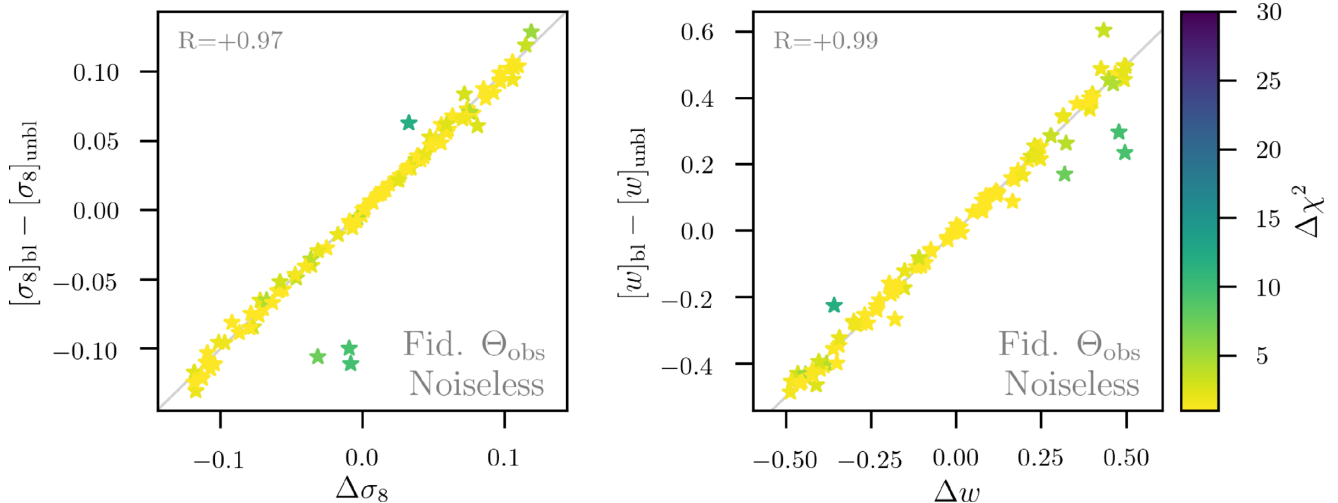 R=+0.97
[σ₈]bl − [σ₈]unbl
0.10
0.05
0.00
−0.05
−0.10
Fid. Θobs
Noiseless
−0.1
0.0
0.1
Δσ₈
R=+0.99
[w]bl − [w]unbl
0.6
0.4
0.2
0.0
−0.2
−0.4
Fid. Θobs
Noiseless
−0.50
−0.25
0.00
0.25
0.50
Δw
30
25
20
15
10
5
Δχ²